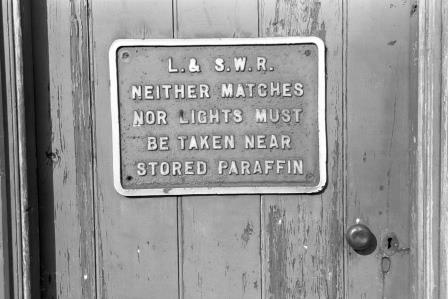 L. & S.W.R.
NEITHER MATCHES
NOR LIGHTS MUST
BE TAKEN NEAR
STORED PARAFFIN